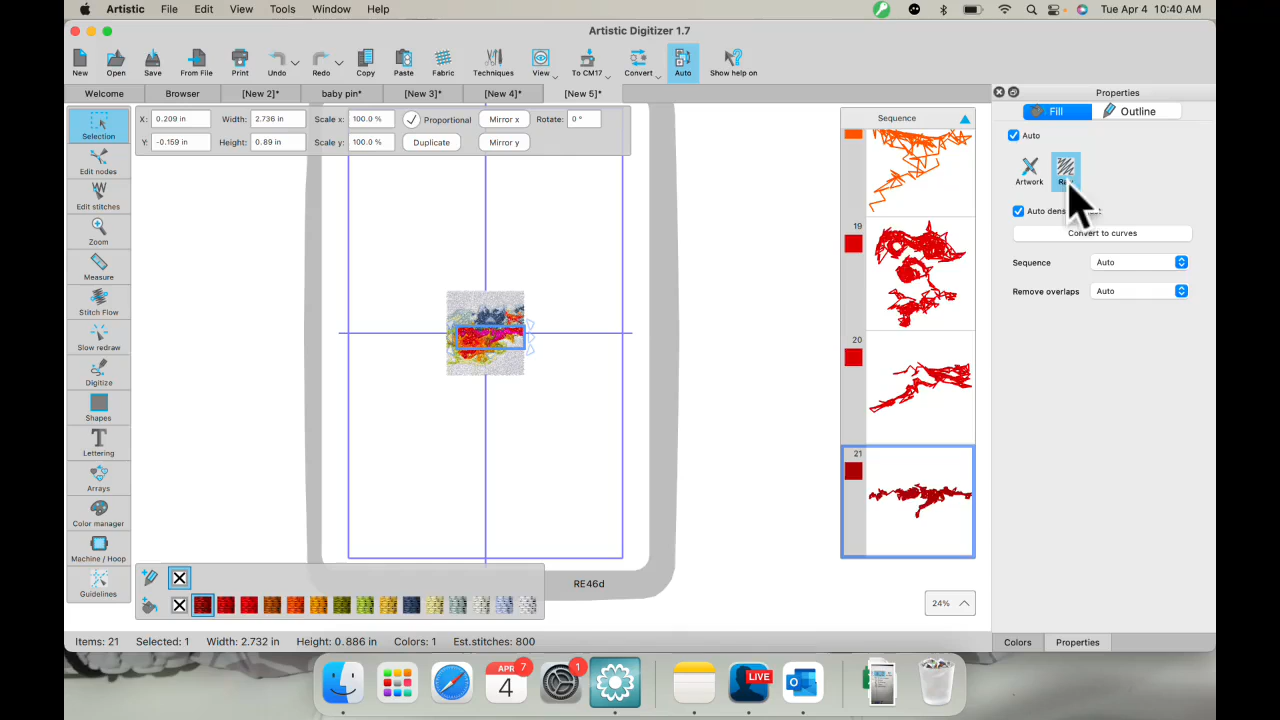 Artistic File Edit View Tools Window Help Tue Apr 4 10:40 AM
Artistic Digitizer 1.7
New Open Save From File Print Undo Redo Copy Paste Fabric Techniques View To CM17 Convert Auto Show help on
Welcome Browser [New 2]* baby pin* [New 3]* [New 4]* [New 5]*
Properties
Selection
Edit nodes
Edit stitches
Zoom
Measure
Stitch Flow
Slow redraw
Digitize
Shapes
Lettering
Arrays
Color manager
Machine / Hoop
Guidelines
X: 0.209 in Width: 2.736 in Scale x: 100.0 % Proportional Mirror x Rotate: 0 °
Y: -0.159 in Height: 0.89 in Scale y: 100.0 % Duplicate Mirror y
RE46d
Sequence
19
20
21
24%
Fill Outline
Auto
Artwork
Auto
Convert to curves
Sequence Auto
Remove overlaps Auto
Items: 21 Selected: 1 Width: 2.732 in Height: 0.886 in Colors: 1 Est.stitches: 800
Colors Properties
APR 7
4
1
LIVE